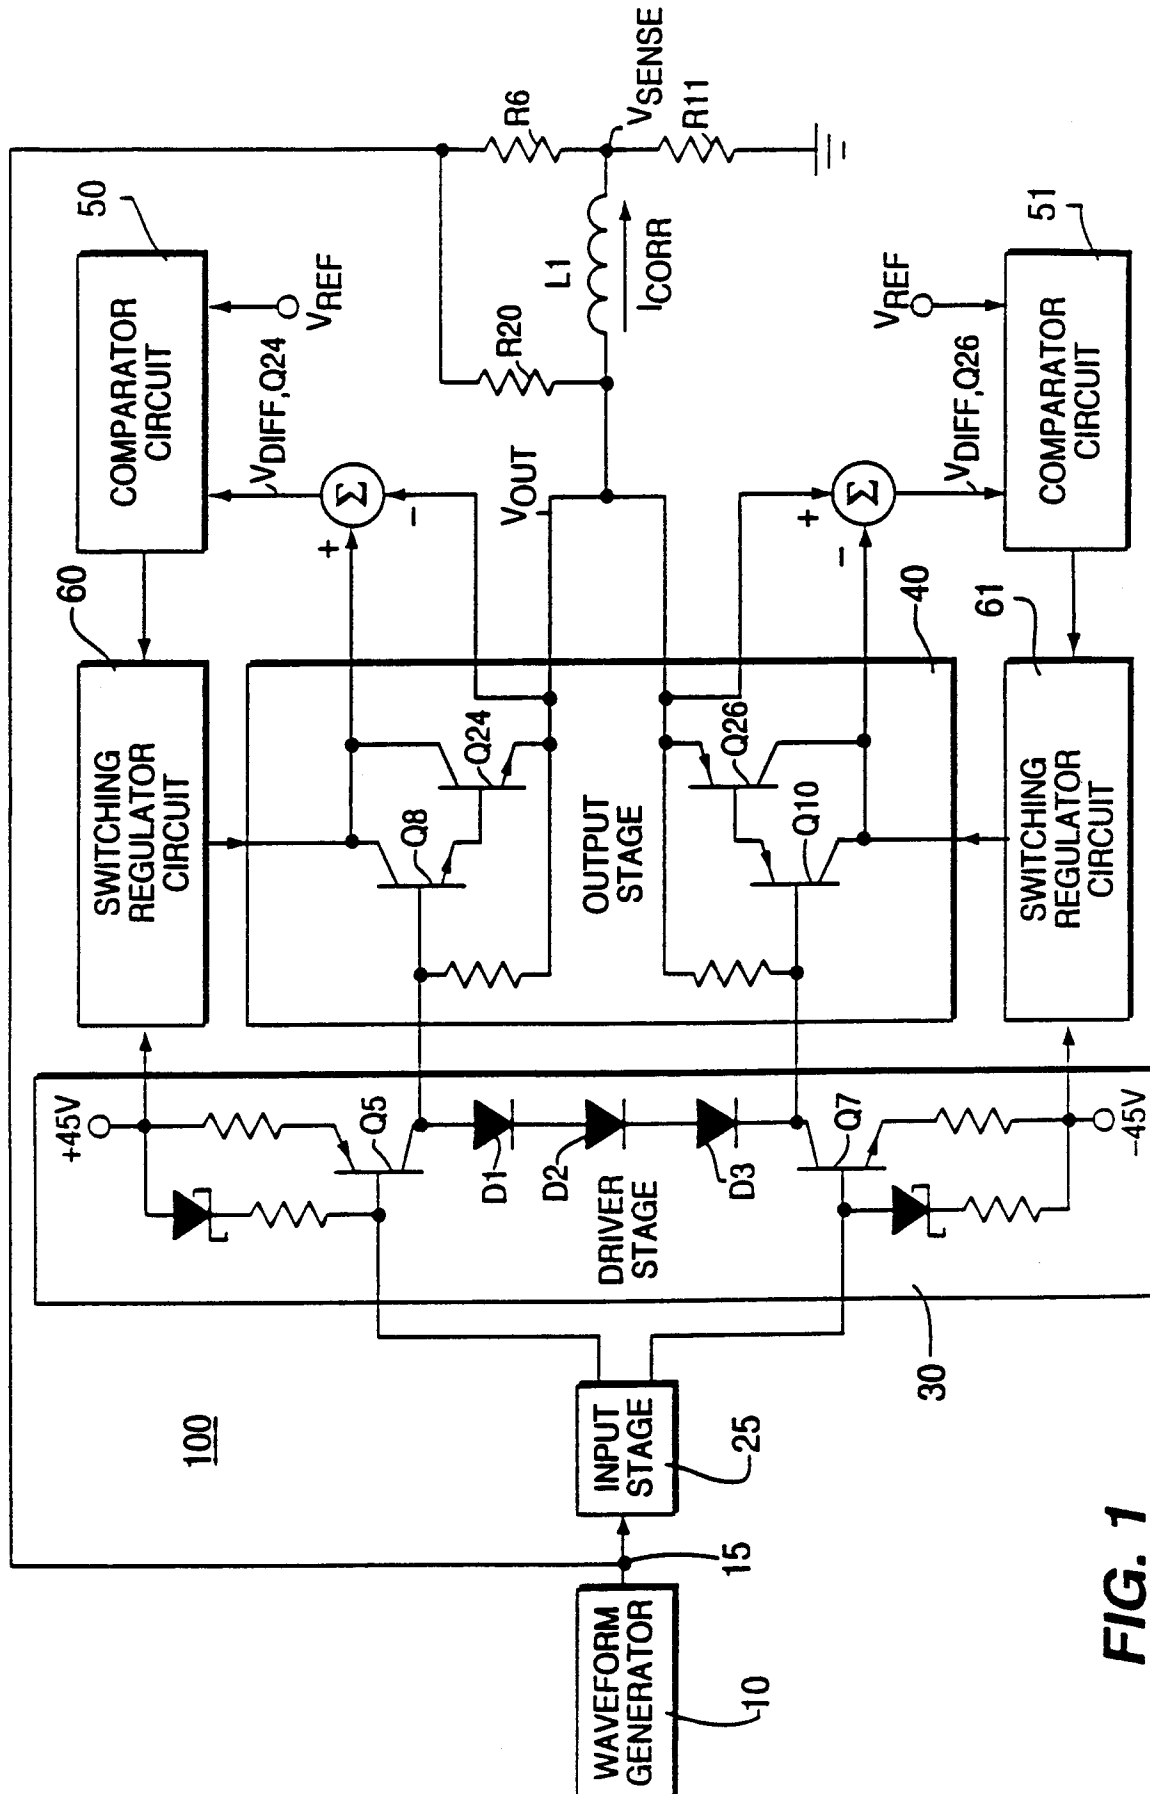 100
WAVEFORM
GENERATOR
10
15
INPUT
STAGE
25
30
+45V
Q5
D1
D2
D3
DRIVER
STAGE
Q7
-45V
SWITCHING
REGULATOR
CIRCUIT
60
Q8
Q24
OUTPUT
STAGE
Q26
Q10
40
SWITCHING
REGULATOR
CIRCUIT
61
COMPARATOR
CIRCUIT
50
VREF
VDIFF,Q24
Σ
+
-
VOUT
R20
L1
ICORR
R6
VSENSE
R11
Σ
+
-
VDIFF,Q26
VREF
COMPARATOR
CIRCUIT
51
FIG. 1